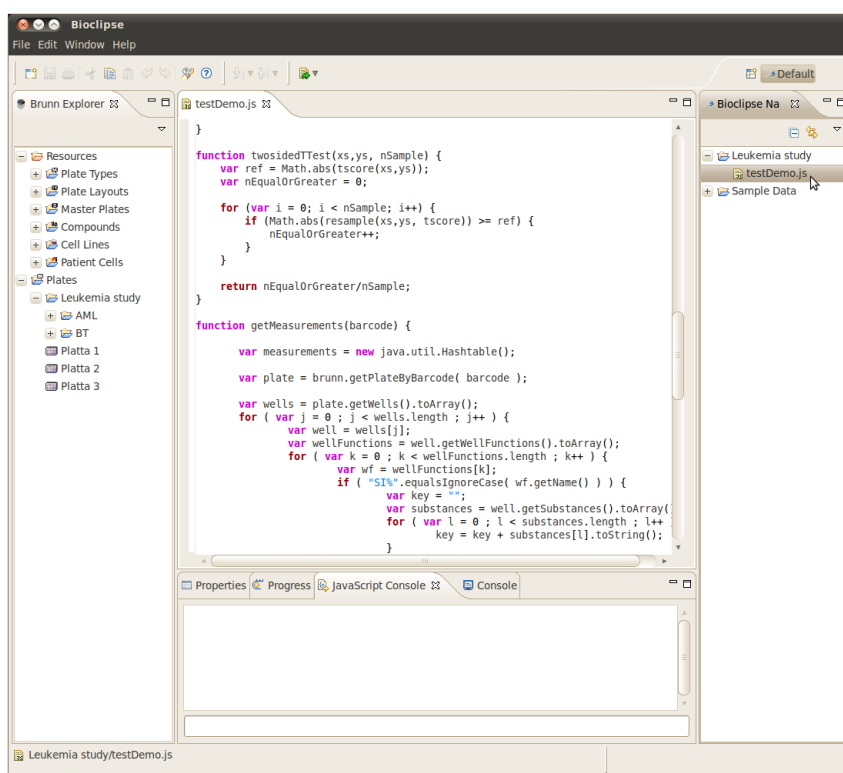 Bioclipse
File Edit Window Help
Default
Brunn Explorer
Resources
Plate Types
Plate Layouts
Master Plates
Compounds
Cell Lines
Patient Cells
Plates
Leukemia study
AML
BT
Platta 1
Platta 2
Platta 3
testDemo.js
}
function twosidedTTest(xs,ys, nSample) {
var ref = Math.abs(tscore(xs,ys));
var nEqualOrGreater = 0;
for (var i = 0; i < nSample; i++) {
if (Math.abs(resample(xs,ys, tscore)) >= ref) {
nEqualOrGreater++;
}
}
return nEqualOrGreater/nSample;
}
function getMeasurements(barcode) {
var measurements = new java.util.Hashtable();
var plate = brunn.getPlateByBarcode( barcode );
var wells = plate.getWells().toArray();
for ( var j = 0 ; j < wells.length ; j++ ) {
var well = wells[j];
var wellFunctions = well.getWellFunctions().toArray();
for ( var k = 0 ; k < wellFunctions.length ; k++ ) {
var wf = wellFunctions[k];
if ( "SI%".equalsIgnoreCase( wf.getName() ) ) {
var key = "";
var substances = well.getSubstances().toArray(
for ( var l = 0 ; l < substances.length ; l++
key = key + substances[l].toString();
}
Bioclipse Na
Leukemia study
testDemo.js
Sample Data
Properties Progress JavaScript Console Console
Leukemia study/testDemo.js